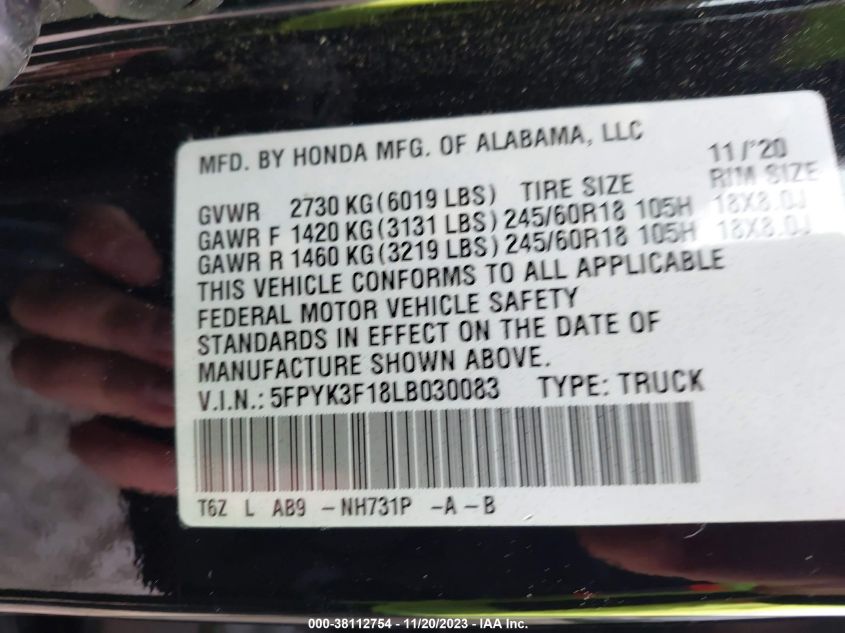 MFD. BY HONDA MFG. OF ALABAMA, LLC 11/'20
GVWR 2730 KG (6019 LBS) TIRE SIZE RIM SIZE
GAWR F 1420 KG (3131 LBS) 245/60R18 105H 18X8.0J
GAWR R 1460 KG (3219 LBS) 245/60R18 105H 18X8.0J
THIS VEHICLE CONFORMS TO ALL APPLICABLE
FEDERAL MOTOR VEHICLE SAFETY
STANDARDS IN EFFECT ON THE DATE OF
MANUFACTURE SHOWN ABOVE.
V.I.N.: 5FPYK3F18LB030083 TYPE: TRUCK
T6Z L AB9 -NH731P -A -B
000-38112754 - 11/20/2023 - IAA Inc.